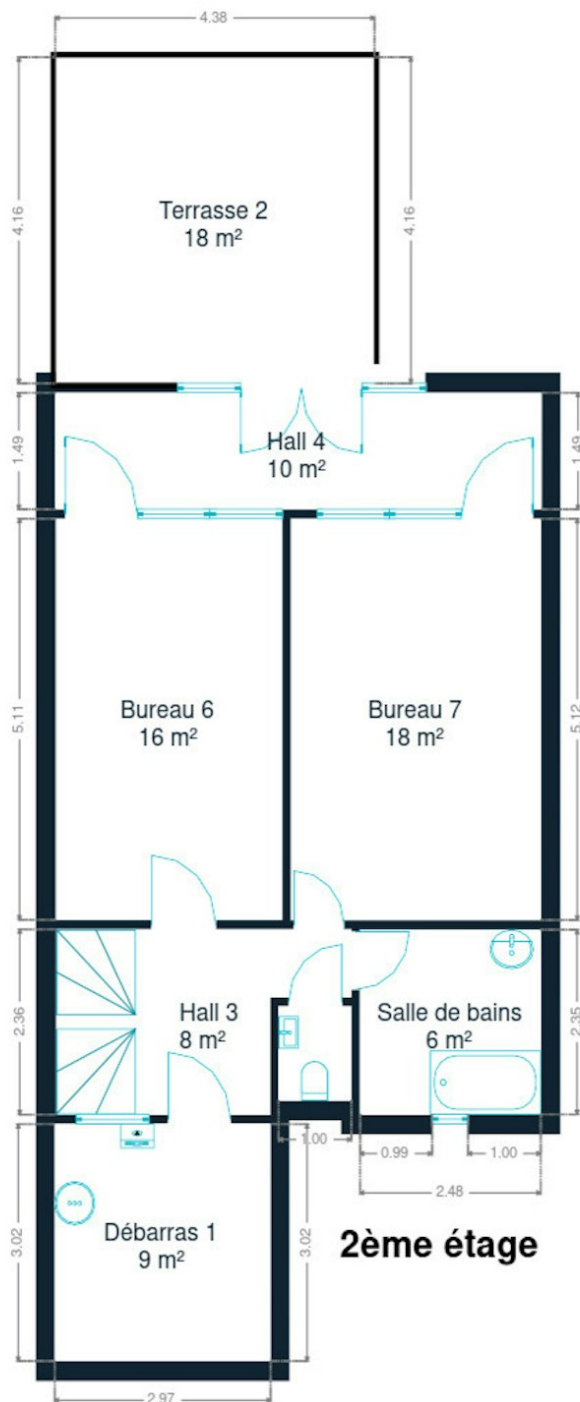 4.38
4.16
4.16
Terrasse 2
18 m²
1.49
1.49
Hall 4
10 m²
5.11
5.12
Bureau 6
16 m²
Bureau 7
18 m²
2.36
2.35
Hall 3
8 m²
Salle de bains
6 m²
1.00
0.99
1.00
2.48
3.02
3.02
Débarras 1
9 m²
2ème étage
2.97